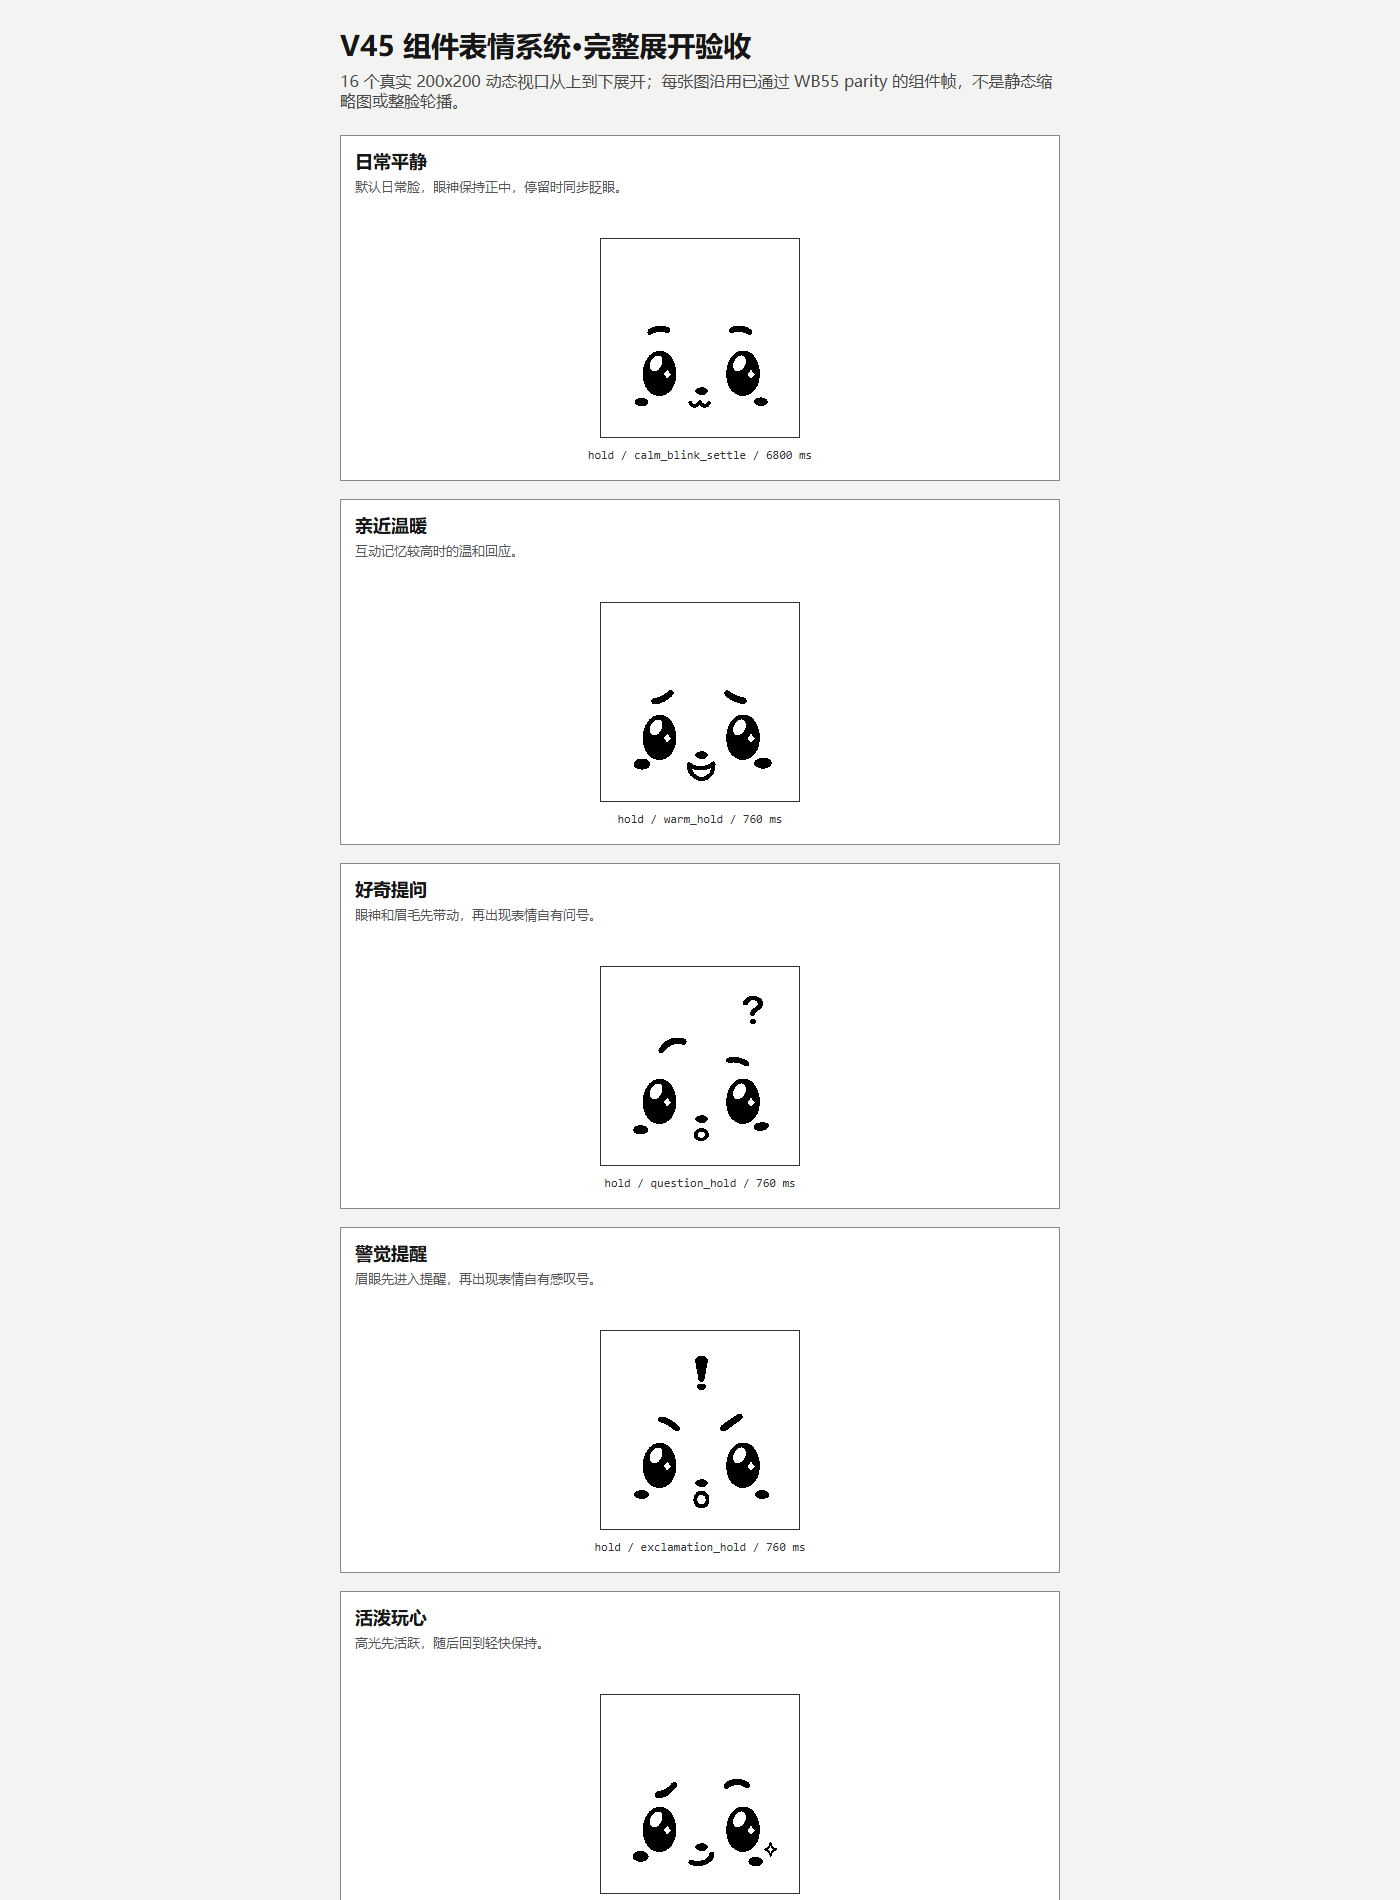 V45 组件表情系统•完整展开验收
16 个真实 200x200 动态视口从上到下展开；每张图沿用已通过 WB55 parity 的组件帧，不是静态缩
略图或整脸轮播。
日常平静
默认日常脸，眼神保持正中，停留时同步眨眼。
hold / calm_blink_settle / 6800 ms
亲近温暖
互动记忆较高时的温和回应。
hold / warm_hold / 760 ms
好奇提问
眼神和眉毛先带动，再出现表情自有问号。
?
hold / question_hold / 760 ms
警觉提醒
眉眼先进入提醒，再出现表情自有感叹号。
!
hold / exclamation_hold / 760 ms
活泼玩心
高光先活跃，随后回到轻快保持。